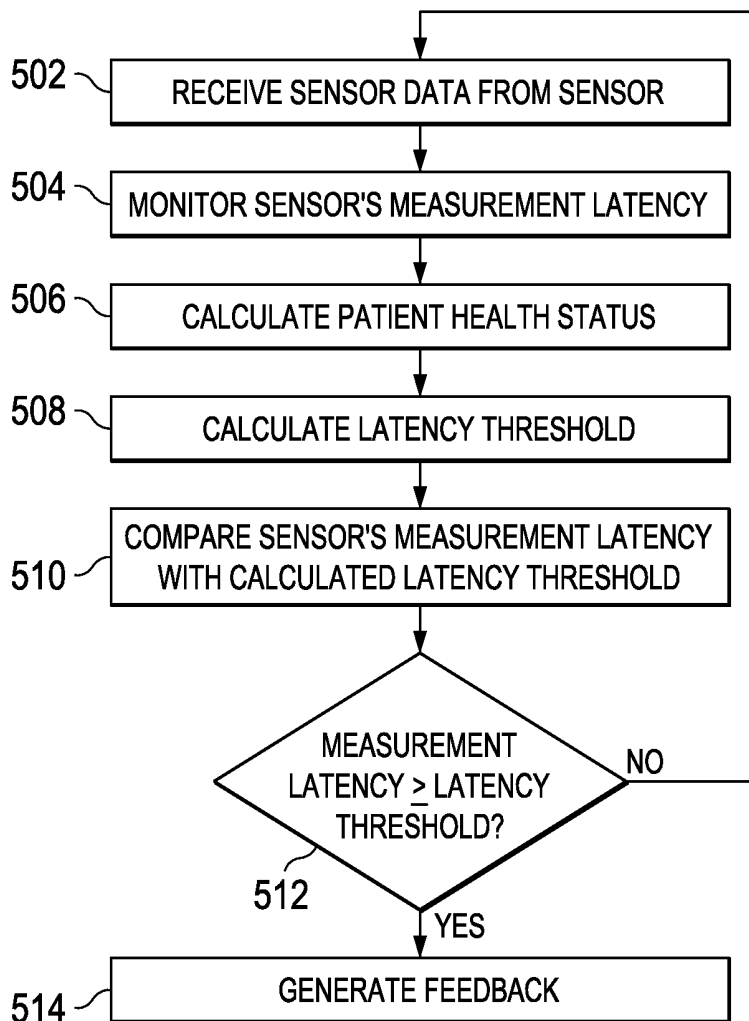 502
RECEIVE SENSOR DATA FROM SENSOR
504
MONITOR SENSOR'S MEASUREMENT LATENCY
506
CALCULATE PATIENT HEALTH STATUS
508
CALCULATE LATENCY THRESHOLD
510
COMPARE SENSOR'S MEASUREMENT LATENCY
WITH CALCULATED LATENCY THRESHOLD
MEASUREMENT
LATENCY ≥ LATENCY
THRESHOLD?
NO
512
YES
514
GENERATE FEEDBACK